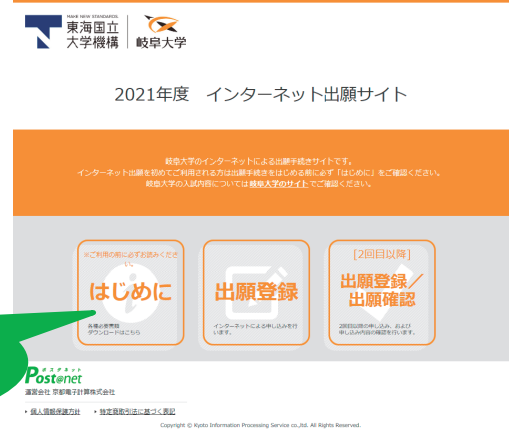 MAKE NEW STANDARDS.
東海国立
大学機構
岐阜大学
2021年度　インターネット出願サイト
岐阜大学のインターネットによる出願手続きサイトです。
インターネット出願を初めてご利用される方は出願手続きをはじめる前に必ず「はじめに」をご確認ください。
岐阜大学の入試内容については岐阜大学のサイトでご確認ください。
※ご利用の前に必ずお読みくださ
い。
はじめに
各種必要書類
ダウンロードはこちら
出願登録
インターネットによる申し込みを行
います。
[2回目以降]
出願登録／
出願確認
2回目以降の申し込み、および
申し込み内容の確認を行います。
ポスタネット
Post@net
運営会社 京都電子計算株式会社
個人情報保護方針
特定商取引法に基づく表記
Copyright © Kyoto Information Processing Service co.,ltd. All Rights Reserved.